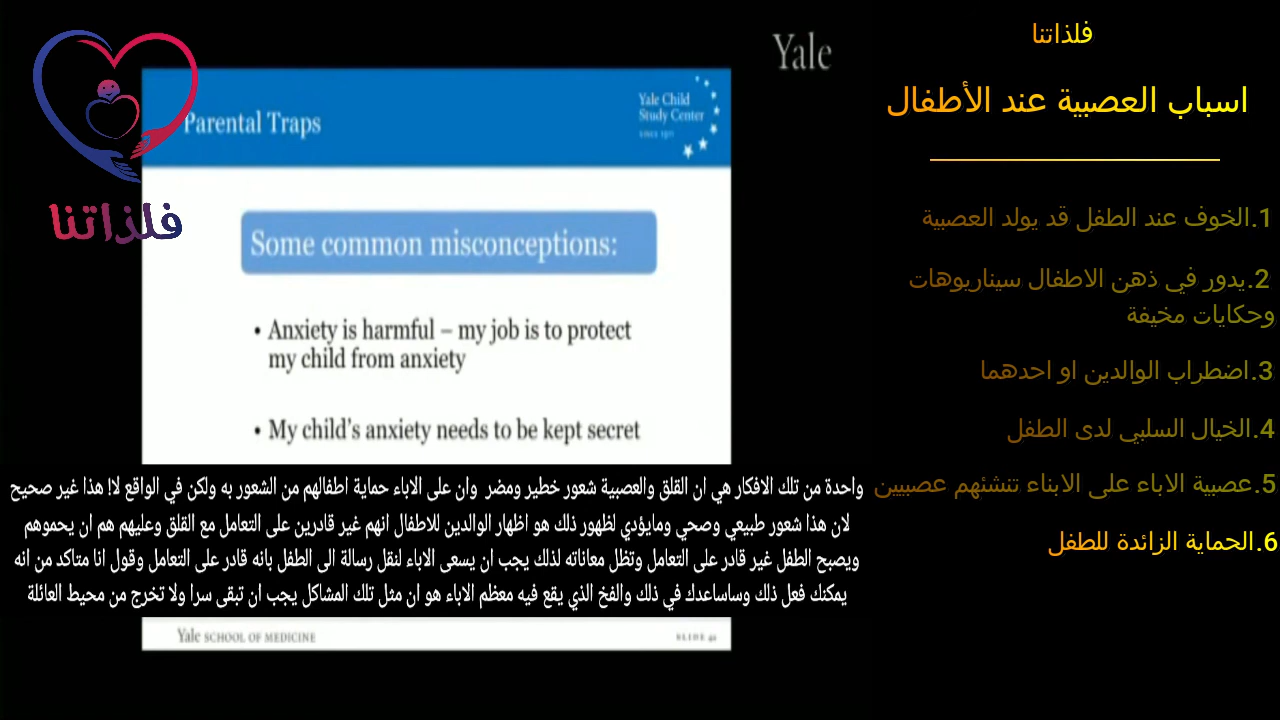 فلذاتنا
Yale
Parental Traps
Yale Child
Study Center
SINCE 1911
Some common misconceptions:
• Anxiety is harmful – my job is to protect
my child from anxiety
• My child's anxiety needs to be kept secret
واحدة من تلك الافكار هي ان القلق والعصبية شعور خطير ومضر وان على الاباء حماية اطفالهم من الشعور به ولكن في الواقع لا! هذا غير صحيح
لان هذا شعور طبيعي وصحي ومايؤدي لظهور ذلك هو اظهار الوالدين للاطفال انهم غير قادرين على التعامل مع القلق وعليهم هم ان يحموهم
ويصبح الطفل غير قادر على التعامل وتظل معاناته لذلك يجب ان يسعى الاباء لنقل رسالة الى الطفل بانه قادر على التعامل وقول انا متاكد من انه
يمكنك فعل ذلك وساساعدك في ذلك والفخ الذي يقع فيه معظم الاباء هو ان مثل تلك المشاكل يجب ان تبقى سرا ولا تخرج من محيط العائلة
Yale SCHOOL OF MEDICINE
فلذاتنا
اسباب العصبية عند الأطفال
1.الخوف عند الطفل قد يولد العصبية
2.يدور في ذهن الاطفال سيناريوهات
وحكايات مخيفة
3.اضطراب الوالدين او احدهما
4.الخيال السلبي لدى الطفل
5.عصبية الاباء على الابناء تنشئهم عصبيين
6.الحماية الزائدة للطفل